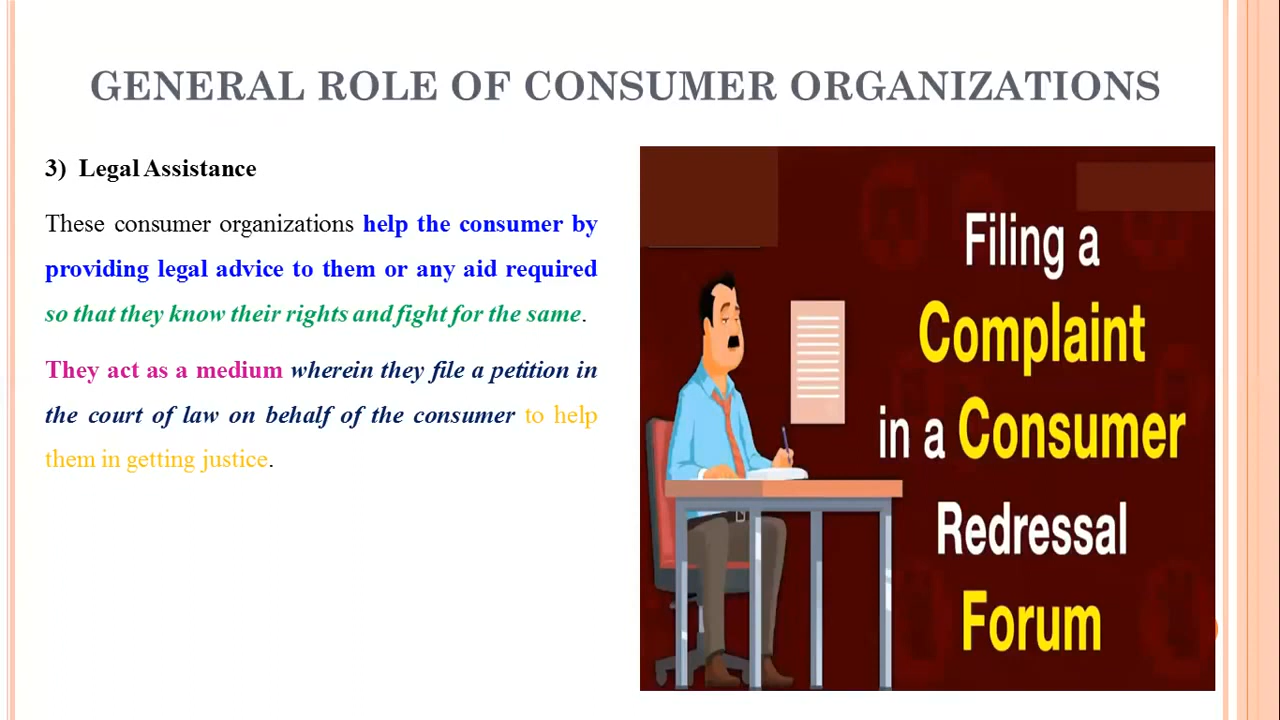 GENERAL ROLE OF CONSUMER ORGANIZATIONS
3) Legal Assistance
These consumer organizations help the consumer by
providing legal advice to them or any aid required
so that they know their rights and fight for the same.
They act as a medium wherein they file a petition in
the court of law on behalf of the consumer to help
them in getting justice.
Filing a
Complaint
in a Consumer
Redressal
Forum